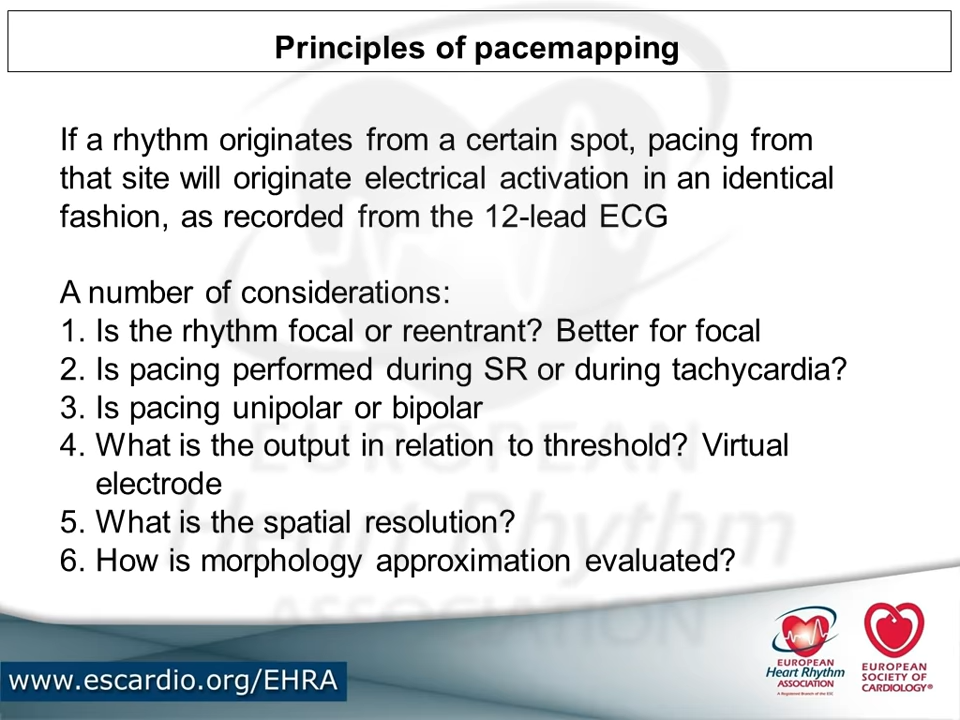 Principles of pacemapping
If a rhythm originates from a certain spot, pacing from
that site will originate electrical activation in an identical
fashion, as recorded from the 12-lead ECG
A number of considerations:
1. Is the rhythm focal or reentrant? Better for focal
2. Is pacing performed during SR or during tachycardia?
3. Is pacing unipolar or bipolar
4. What is the output in relation to threshold? Virtual
electrode
5. What is the spatial resolution?
6. How is morphology approximation evaluated?
EUROPEAN
Heart Rhythm
ASSOCIATION
www.escardio.org/EHRA
EUROPEAN
Heart Rhythm
ASSOCIATION
A Registered Branch of the ESC
EUROPEAN
SOCIETY OF
CARDIOLOGY®